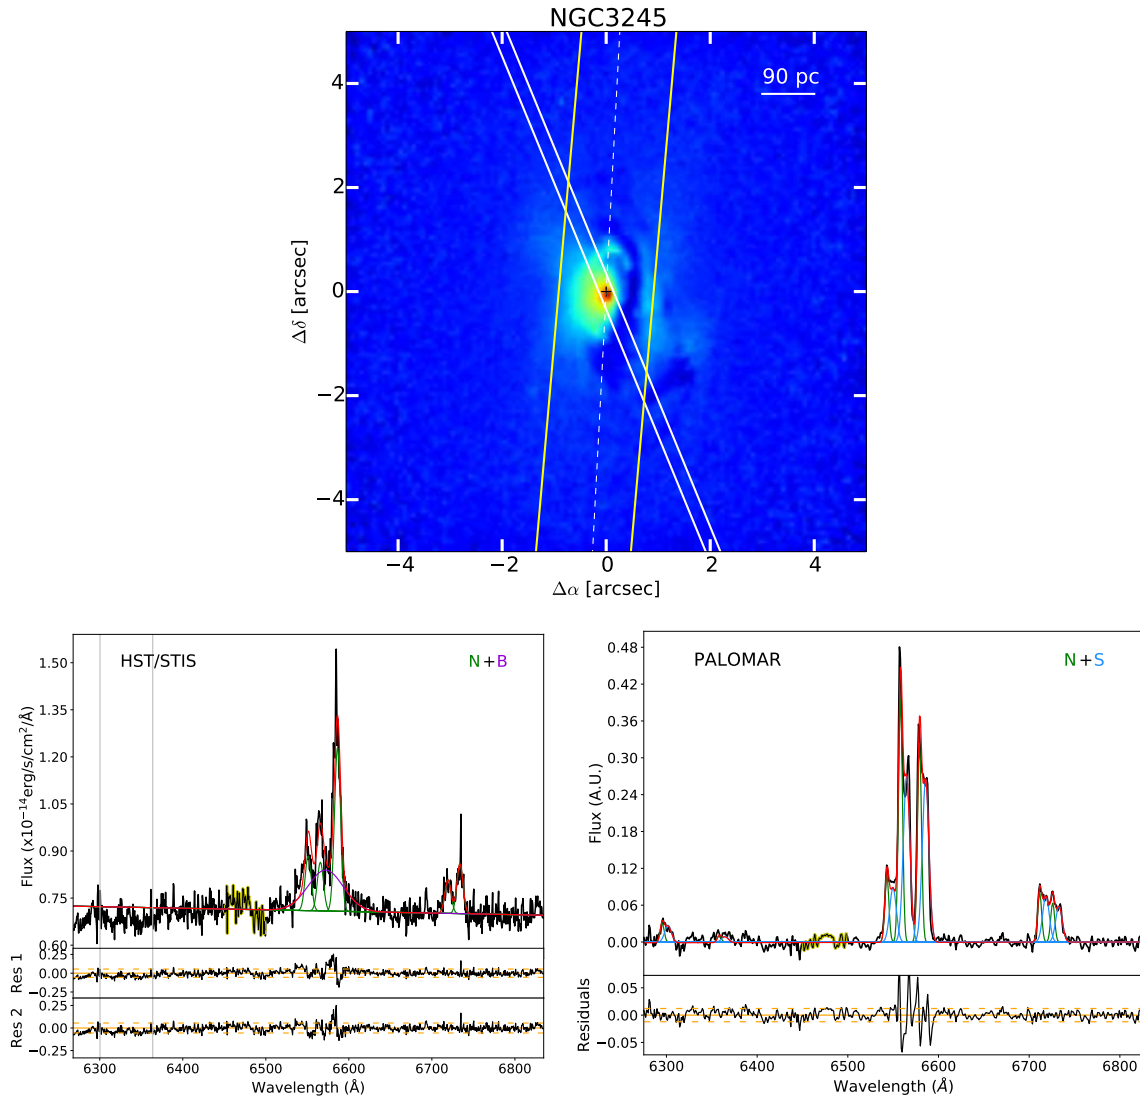 NGC3245
90 pc
4
2
0
−2
−4
Δδ [arcsec]
−4 −2 0 2 4
Δα [arcsec]
HST/STIS
N+B
1.50
1.35
1.20
1.05
0.90
0.75
0.60
Flux (x10⁻¹⁴erg/s/cm²/Å)
0.25
0.00
−0.25
Res 1
0.25
0.00
−0.25
Res 2
6300 6400 6500 6600 6700 6800
Wavelength (Å)
PALOMAR
N+S
0.48
0.42
0.36
0.30
0.24
0.18
0.12
0.06
0.00
Flux (A.U.)
0.05
0.00
−0.05
Residuals
6300 6400 6500 6600 6700 6800
Wavelength (Å)